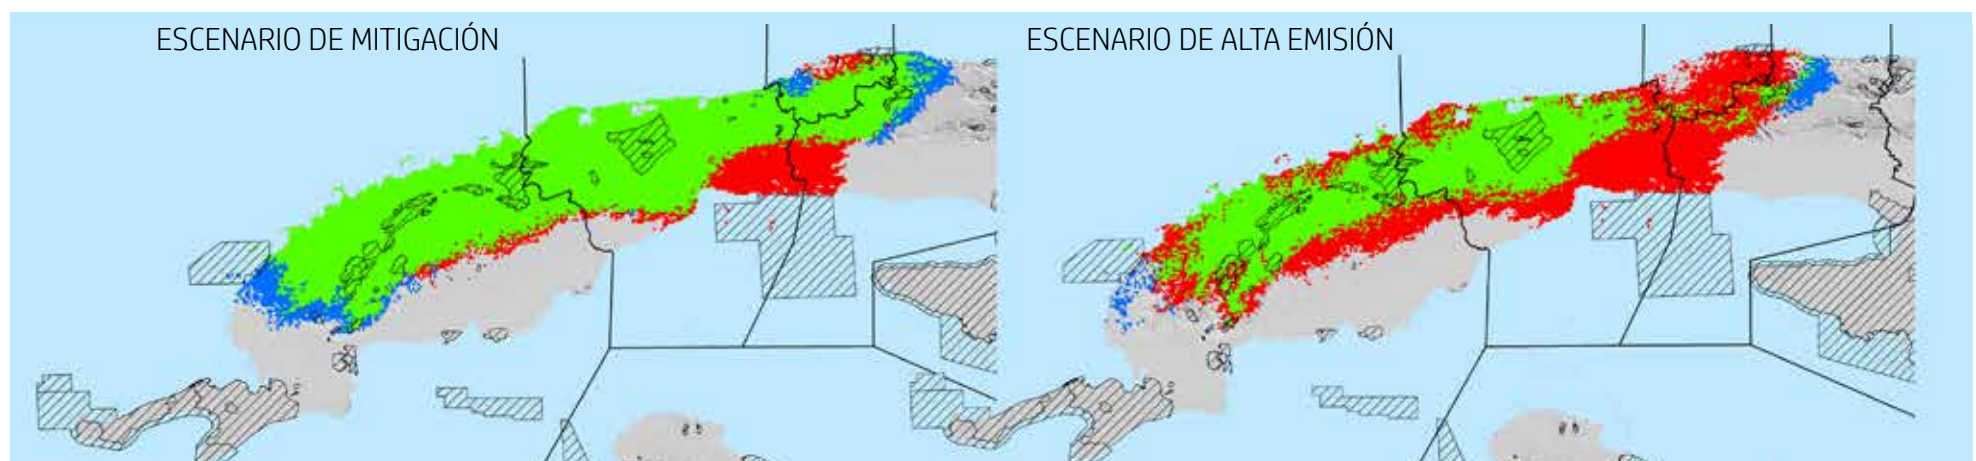 ESCENARIO DE MITIGACIÓN
ESCENARIO DE ALTA EMISIÓN